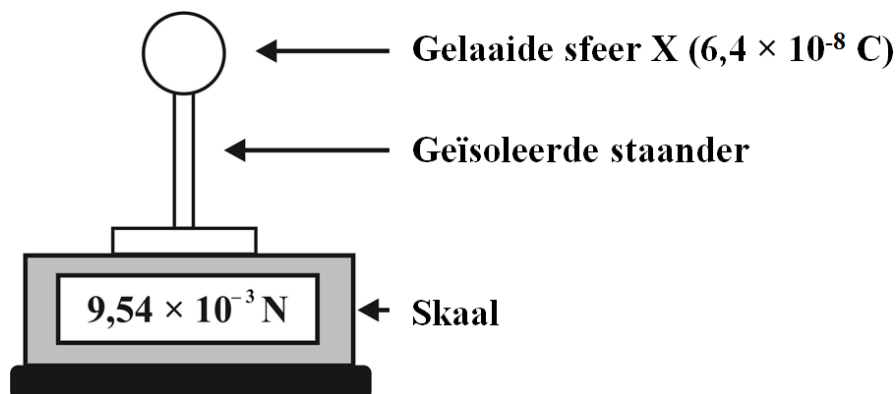 Gelaaide sfeer X (6,4 × 10⁻⁸ C)
Geïsoleerde staander
9,54 × 10⁻³ N
Skaal